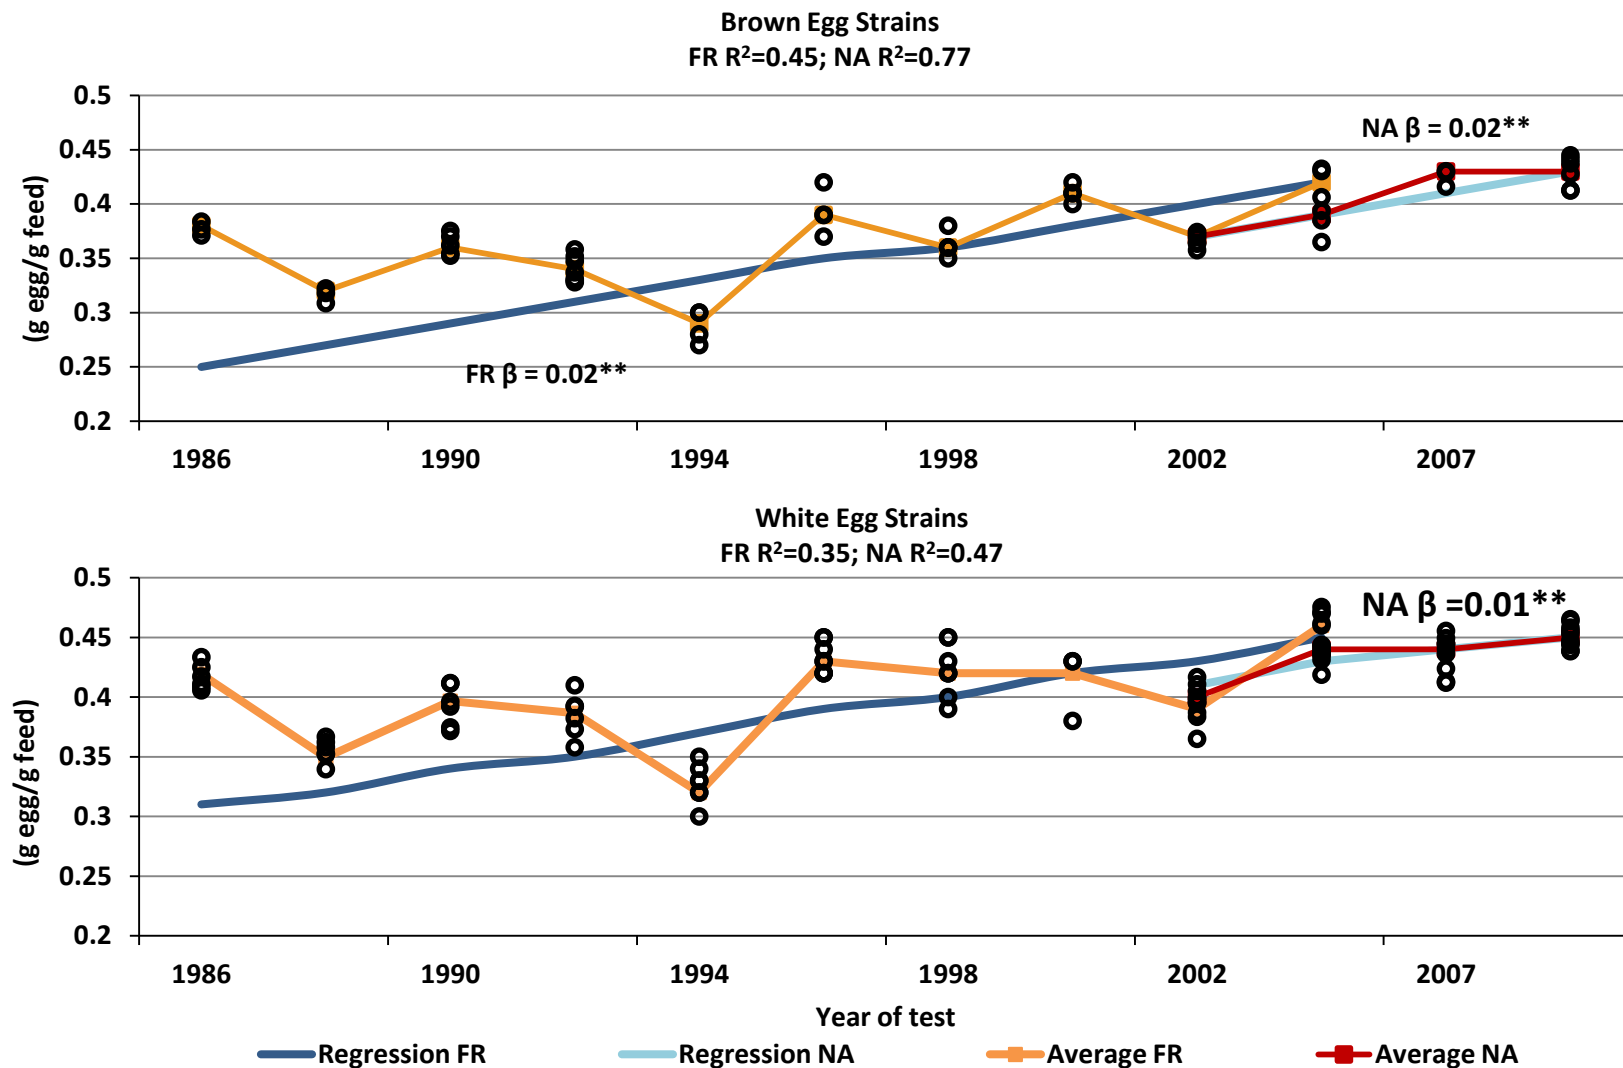 Brown Egg Strains
FR R²=0.45; NA R²=0.77
0.5
0.45
0.4
0.35
0.3
0.25
0.2
(g egg/g feed)
NA β = 0.02**
FR β = 0.02**
1986 1990 1994 1998 2002 2007
White Egg Strains
FR R²=0.35; NA R²=0.47
0.5
0.45
0.4
0.35
0.3
0.25
0.2
(g egg/g feed)
NA β =0.01**
1986 1990 1994 1998 2002 2007
Year of test
Regression FR Regression NA Average FR Average NA